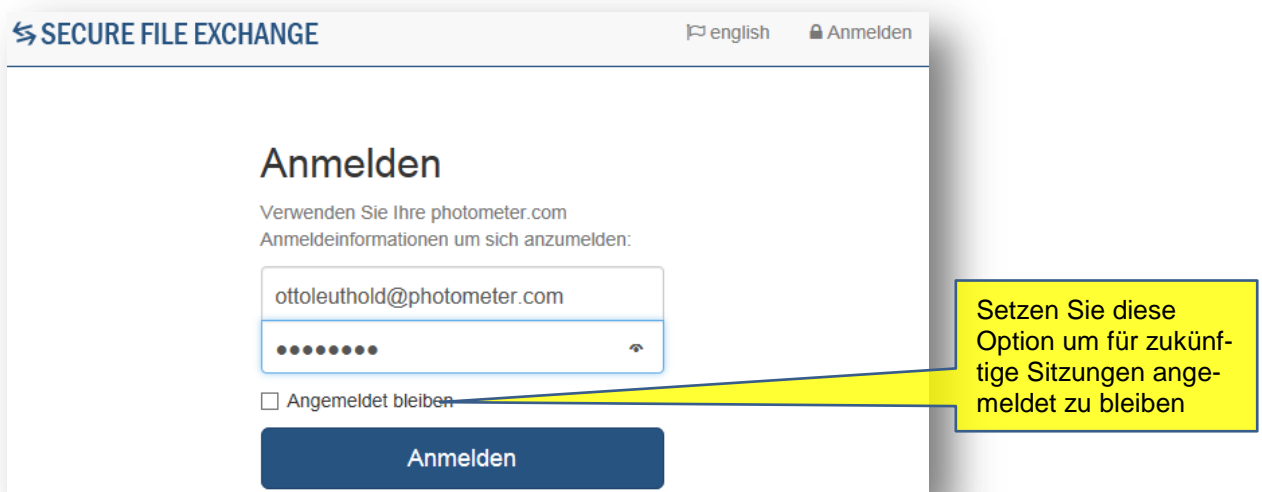 SECURE FILE EXCHANGE
english
Anmelden
Anmelden
Verwenden Sie Ihre photometer.com
Anmeldeinformationen um sich anzumelden:
ottoleuthold@photometer.com
●●●●●●●●
Angemeldet bleiben
Anmelden
Setzen Sie diese
Option um für zukünf-
tige Sitzungen ange-
meldet zu bleiben